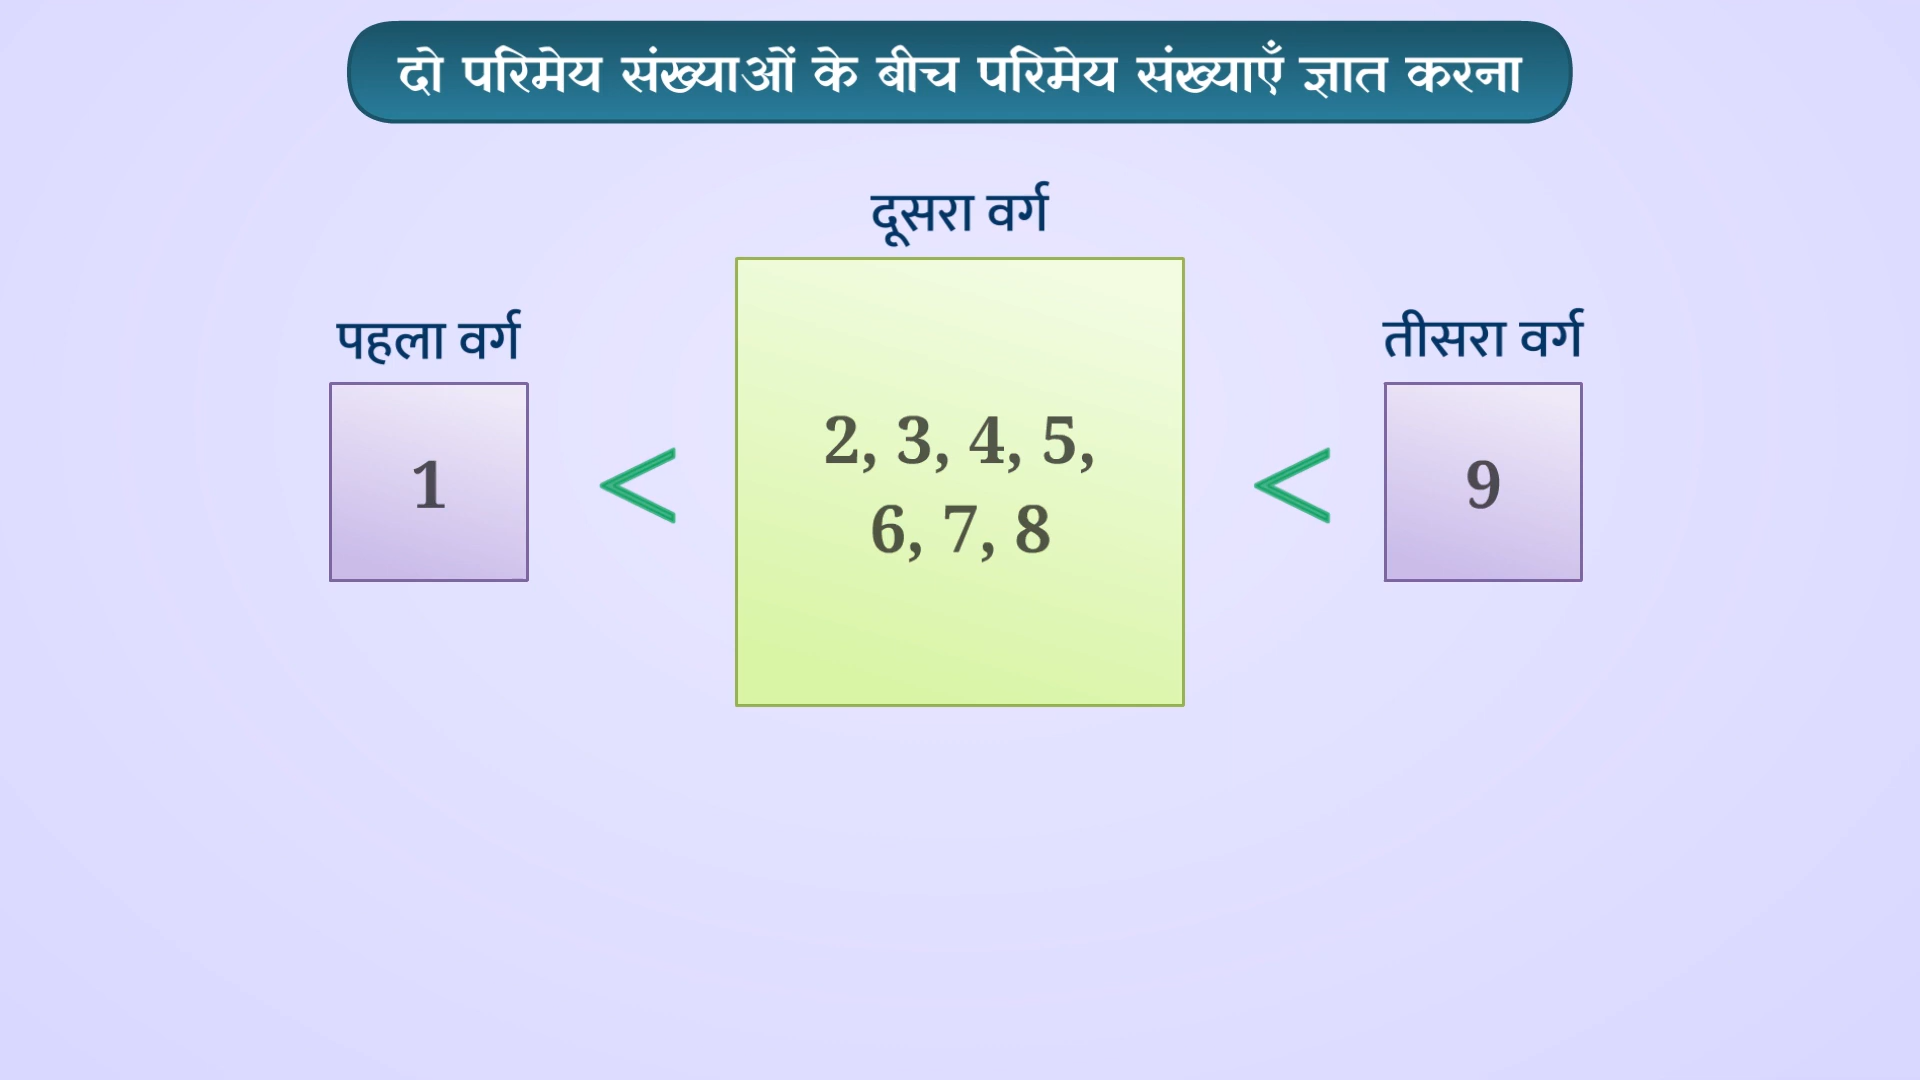 दो परिमेय संख्याओं के बीच परिमेय संख्याएँ ज्ञात करना
दूसरा वर्ग
पहला वर्ग
तीसरा वर्ग
1 < 2, 3, 4, 5, < 9
6, 7, 8